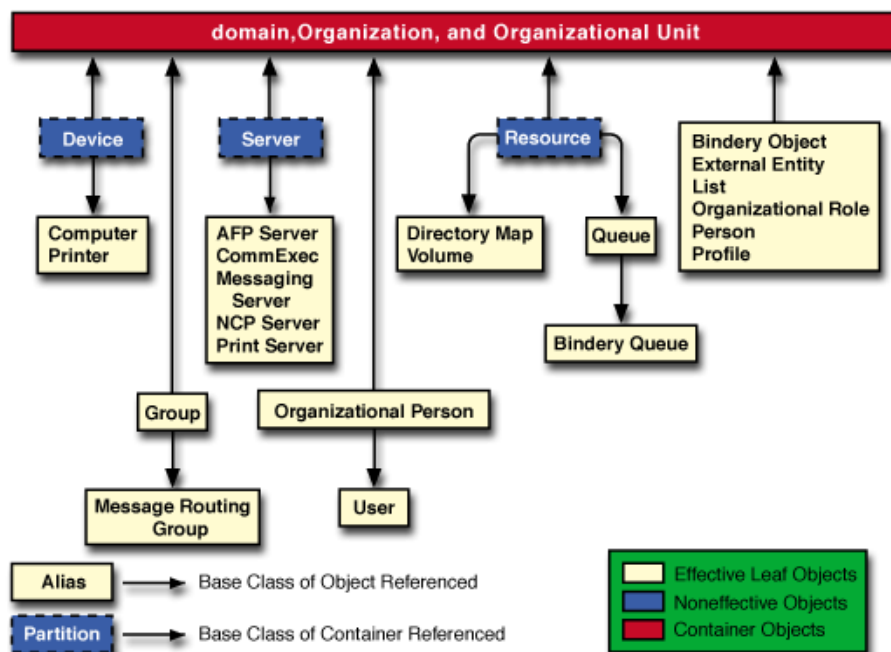 domain,Organization, and Organizational Unit
Device
Server
Resource
Bindery Object
External Entity
List
Organizational Role
Person
Profile
Computer
Printer
AFP Server
CommExec
Messaging
Server
NCP Server
Print Server
Directory Map
Volume
Queue
Bindery Queue
Group
Organizational Person
Message Routing
Group
User
Alias
Base Class of Object Referenced
Partition
Base Class of Container Referenced
Effective Leaf Objects
Noneffective Objects
Container Objects